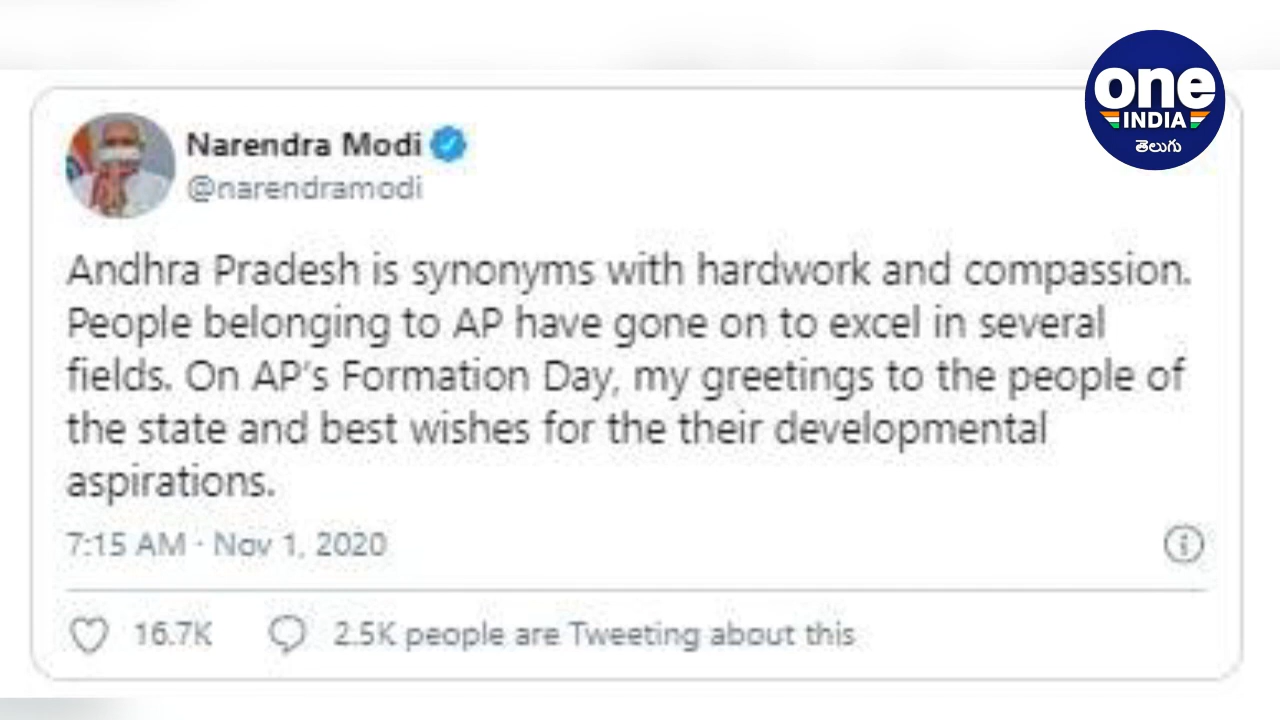 one
INDIA
తెలుగు
Narendra Modi
@narendramodi
Andhra Pradesh is synonyms with hardwork and compassion.
People belonging to AP have gone on to excel in several
fields. On AP's Formation Day, my greetings to the people of
the state and best wishes for the their developmental
aspirations.
7:15 AM · Nov 1, 2020
16.7K 2.5K people are Tweeting about this